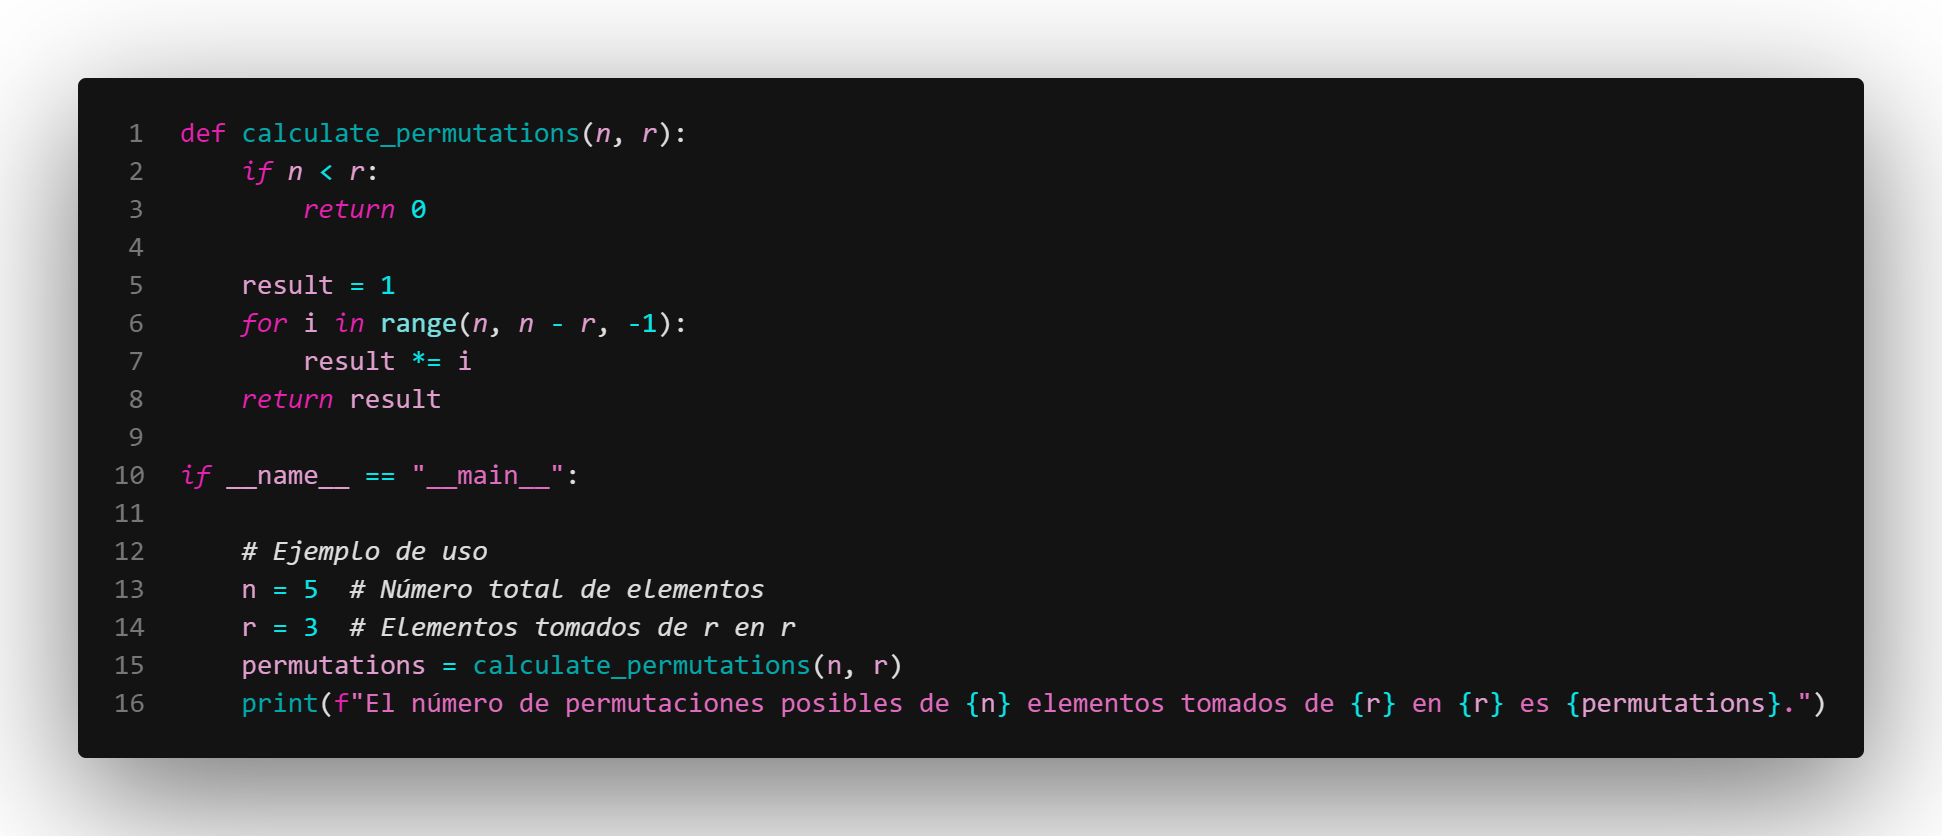 1 def calculate_permutations(n, r):
2     if n < r:
3         return 0
4
5     result = 1
6     for i in range(n, n - r, -1):
7         result *= i
8     return result
9
10 if __name__ == "__main__":
11
12     # Ejemplo de uso
13     n = 5  # Número total de elementos
14     r = 3  # Elementos tomados de r en r
15     permutations = calculate_permutations(n, r)
16     print(f"El número de permutaciones posibles de {n} elementos tomados de {r} en {r} es {permutations}.")